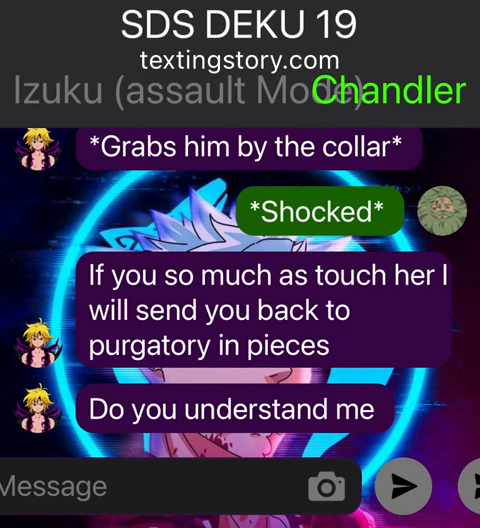 SDS DEKU 19
textingstory.com
Izuku (assault Mode)
Chandler
*Grabs him by the collar*
*Shocked*
If you so much as touch her I
will send you back to
purgatory in pieces
Do you understand me
Message